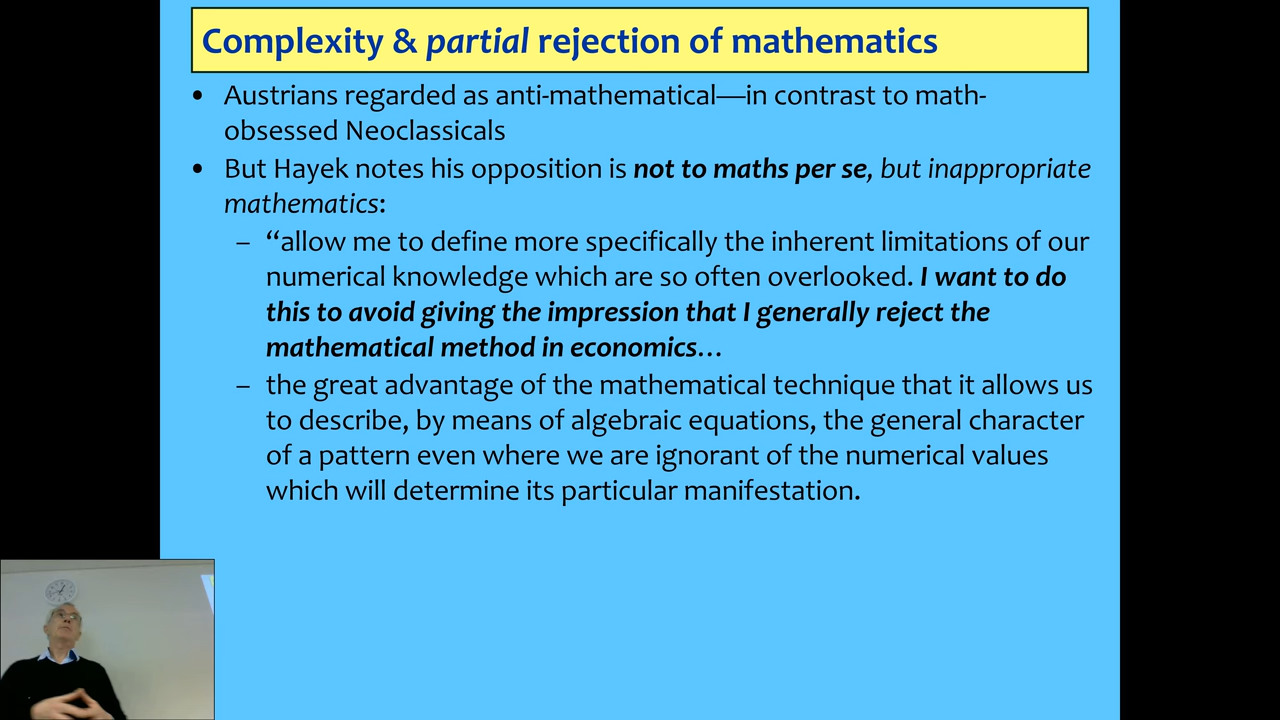 Complexity & partial rejection of mathematics
• Austrians regarded as anti-mathematical—in contrast to math-
obsessed Neoclassicals
• But Hayek notes his opposition is not to maths per se, but inappropriate
mathematics:
– “allow me to define more specifically the inherent limitations of our
numerical knowledge which are so often overlooked. I want to do
this to avoid giving the impression that I generally reject the
mathematical method in economics…
– the great advantage of the mathematical technique that it allows us
to describe, by means of algebraic equations, the general character
of a pattern even where we are ignorant of the numerical values
which will determine its particular manifestation.